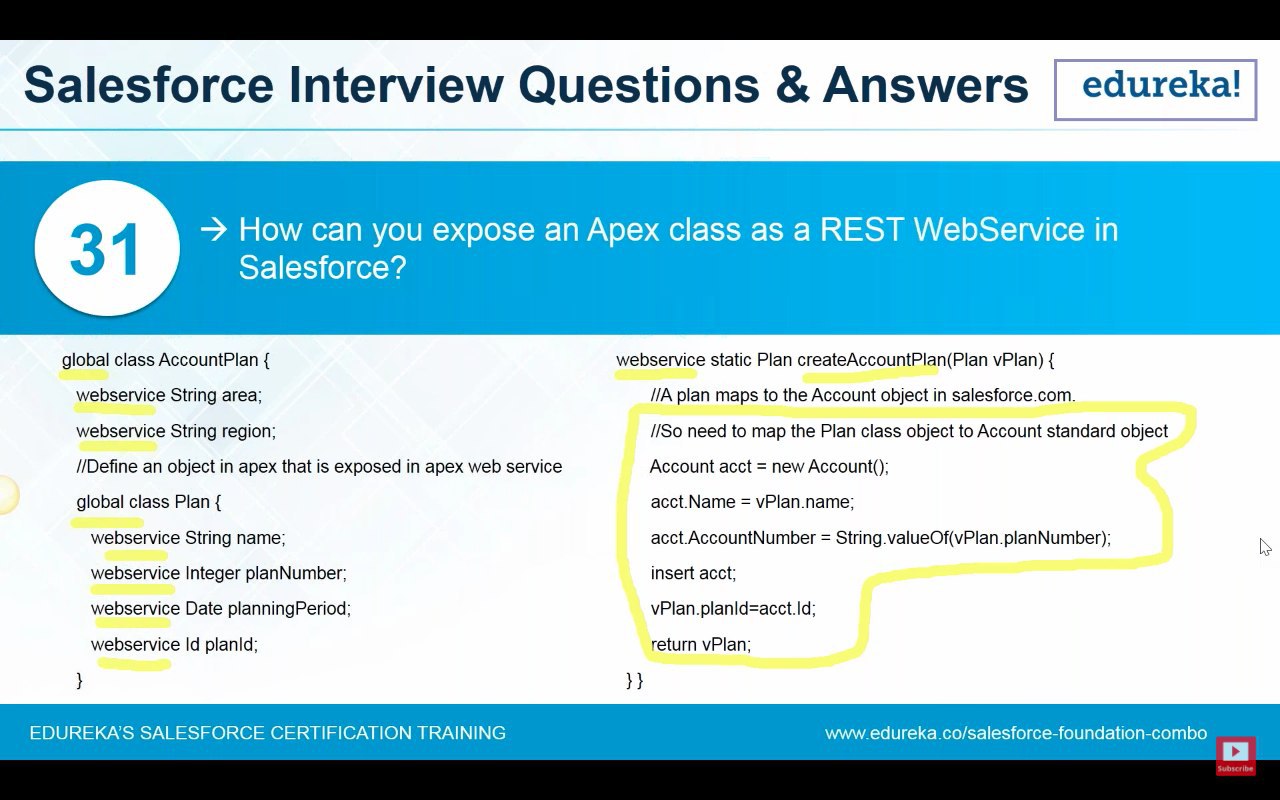 Salesforce Interview Questions & Answers
edureka!
31
→ How can you expose an Apex class as a REST WebService in
Salesforce?
global class AccountPlan {
webservice String area;
webservice String region;
//Define an object in apex that is exposed in apex web service
global class Plan {
webservice String name;
webservice Integer planNumber;
webservice Date planningPeriod;
webservice Id planId;
}
webservice static Plan createAccountPlan(Plan vPlan) {
//A plan maps to the Account object in salesforce.com.
//So need to map the Plan class object to Account standard object
Account acct = new Account();
acct.Name = vPlan.name;
acct.AccountNumber = String.valueOf(vPlan.planNumber);
insert acct;
vPlan.planId=acct.Id;
return vPlan;
} }
EDUREKA'S SALESFORCE CERTIFICATION TRAINING
www.edureka.co/salesforce-foundation-combo
Subscribe